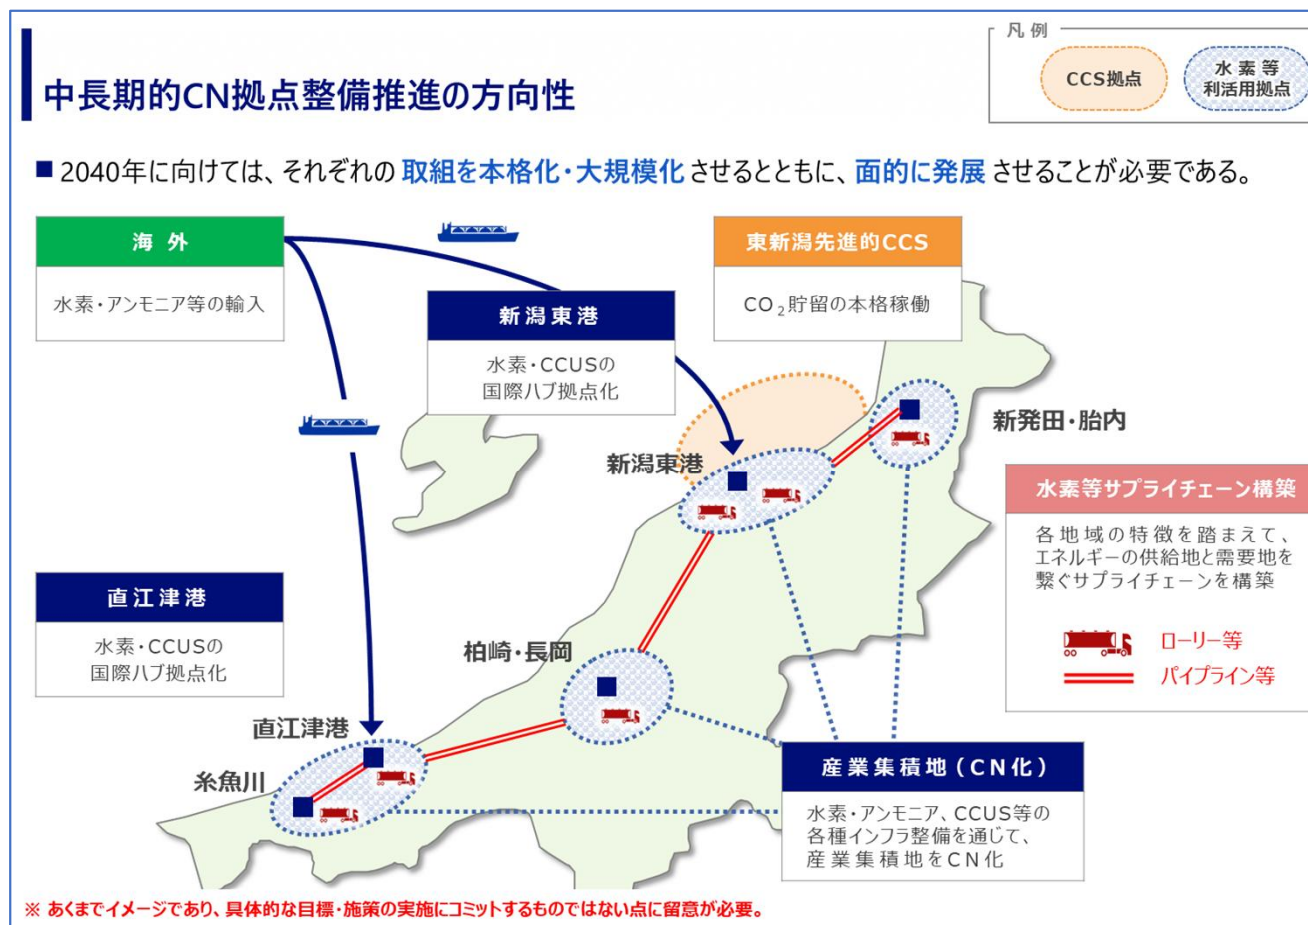 凡例
CCS拠点
水素等
利活用拠点
中長期的CN拠点整備推進の方向性
■ 2040年に向けては、それぞれの 取組を本格化・大規模化 させるとともに、面的に発展 させることが必要である。
海外
水素・アンモニア等の輸入
新潟東港
水素・CCUSの
国際ハブ拠点化
東新潟先進的CCS
CO₂貯留の本格稼働
新発田・胎内
新潟東港
水素等サプライチェーン構築
各地域の特徴を踏まえて、
エネルギーの供給地と需要地を
繋ぐサプライチェーンを構築
ローリー等
パイプライン等
直江津港
水素・CCUSの
国際ハブ拠点化
柏崎・長岡
直江津港
糸魚川
産業集積地（CN化）
水素・アンモニア、CCUS等の
各種インフラ整備を通じて、
産業集積地をCN化
※ あくまでイメージであり、具体的な目標・施策の実施にコミットするものではない点に留意が必要。